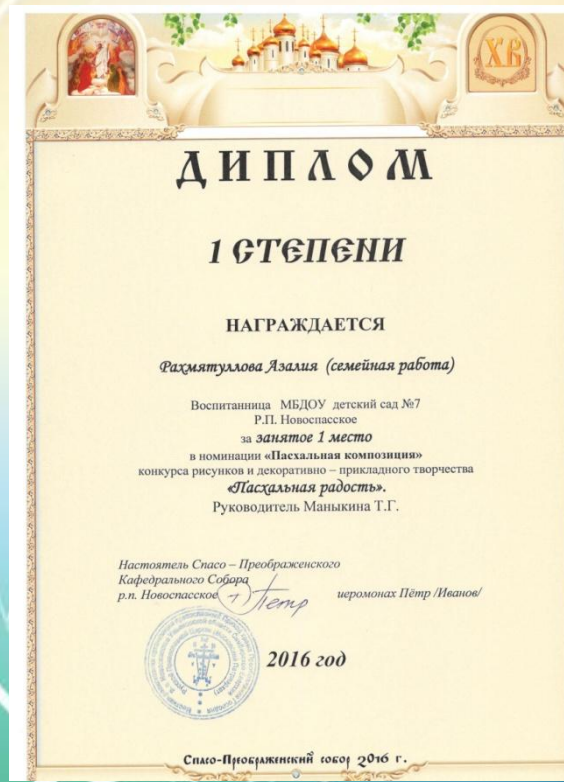 ХВ
ДИПЛОМ
1 СТЕПЕНИ
НАГРАЖДАЕТСЯ
Рахмятуллова Азалия (семейная работа)
Воспитанница МБДОУ детский сад №7
Р.П. Новоспасское
за занятое 1 место
в номинации «Пасхальная композиция»
конкурса рисунков и декоративно – прикладного творчества
«Пасхальная радость».
Руководитель Маныкина Т.Г.
Настоятель Спасо – Преображенского
Кафедрального Собора
р.п. Новоспасское Петр иеромонах Пётр /Иванов/
2016 год
Спасо-Преображенский собор 2016 г.